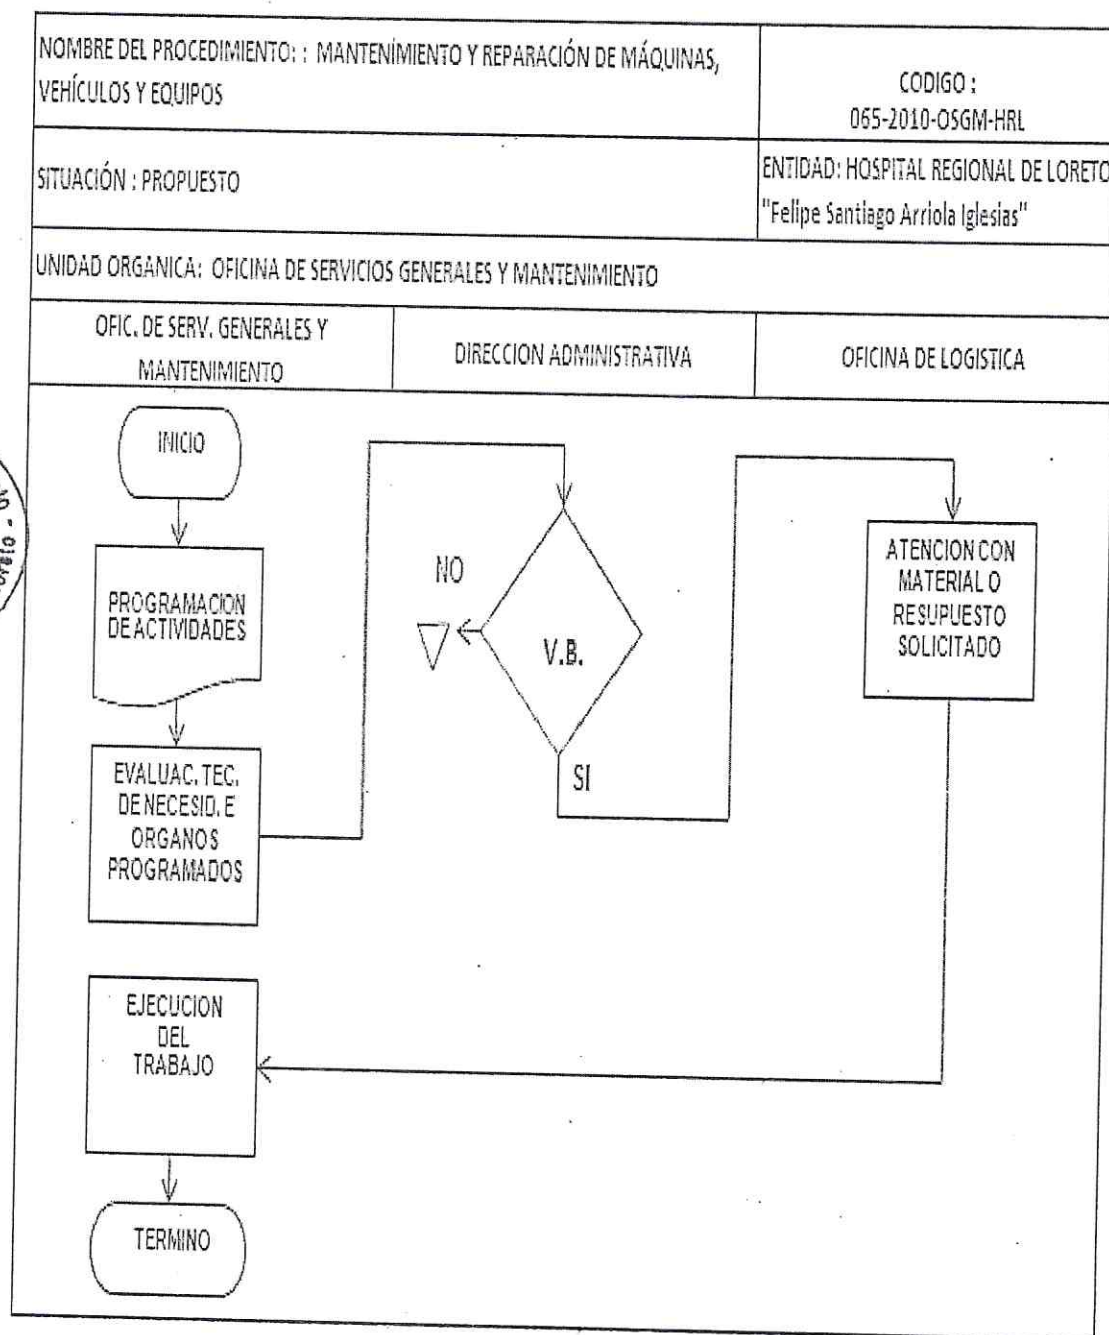 NOMBRE DEL PROCEDIMIENTO: : MANTENIMIENTO Y REPARACIÓN DE MÁQUINAS,
VEHÍCULOS Y EQUIPOS
CODIGO :
065-2010-OSGM-HRL
SITUACIÓN : PROPUESTO
ENTIDAD: HOSPITAL REGIONAL DE LORETO
"Felipe Santiago Arriola Iglesias"
UNIDAD ORGANICA: OFICINA DE SERVICIOS GENERALES Y MANTENIMIENTO
OFIC. DE SERV. GENERALES Y
MANTENIMIENTO
DIRECCION ADMINISTRATIVA
OFICINA DE LOGISTICA
INICIO
PROGRAMACION
DE ACTIVIDADES
EVALUAC. TEC.
DE NECESID. E
ORGANOS
PROGRAMADOS
NO
V.B.
SI
ATENCION CON
MATERIAL O
RESUPUESTO
SOLICITADO
EJECUCION
DEL
TRABAJO
TERMINO